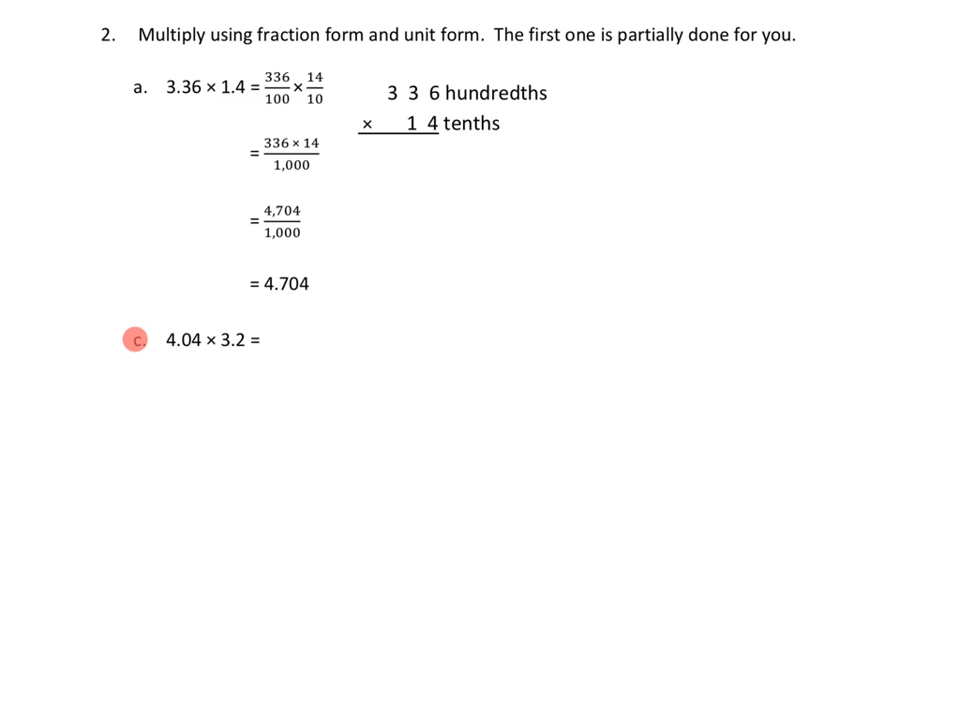 2. Multiply using fraction form and unit form. The first one is partially done for you.
a. 3.36 × 1.4 = 336/100 × 14/10
= 336 × 14/1,000
= 4,704/1,000
= 4.704
3 3 6 hundredths
× 1 4 tenths
c. 4.04 × 3.2 =